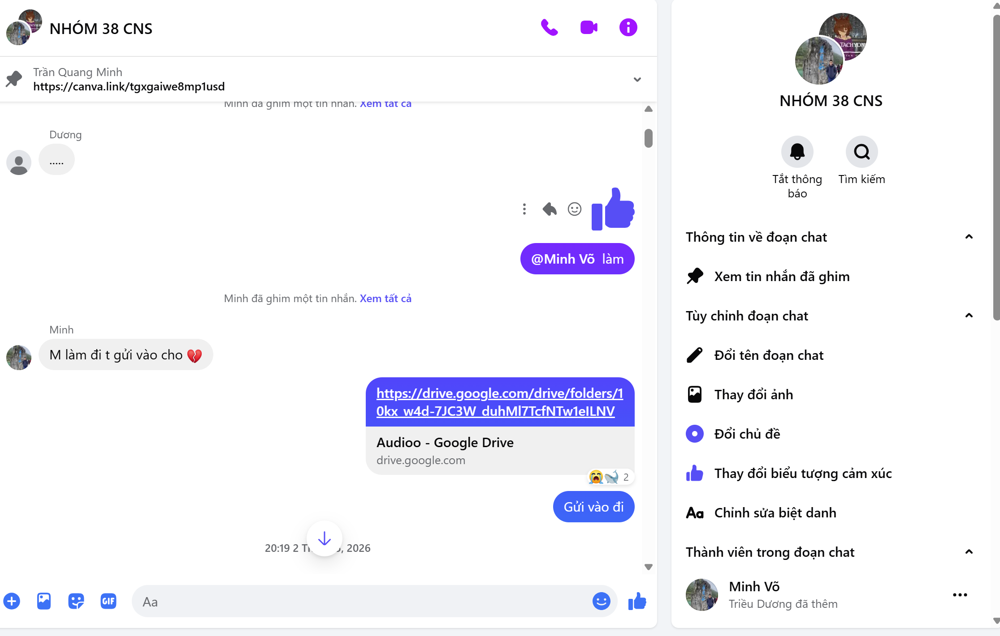 NHÓM 38 CNS
Trần Quang Minh
https://canva.link/tgxgaiwe8mp1usd
Minh đã ghim một tin nhắn. Xem tất cả
Dương
.....
@Minh Võ làm
Minh đã ghim một tin nhắn. Xem tất cả
Minh
M làm đi t gửi vào cho 💔
https://drive.google.com/drive/folders/1
0kx_w4d-7JC3W_duhMl7TcfNTw1eILNV
Audioo - Google Drive
drive.google.com
😭🐋 2
Gửi vào đi
20:19 2 , 2026
GIF
Aa
TACHYON
NHÓM 38 CNS
Tắt thông
báo
Tìm kiếm
Thông tin về đoạn chat
Xem tin nhắn đã ghim
Tùy chỉnh đoạn chat
Đổi tên đoạn chat
Thay đổi ảnh
Đổi chủ đề
Thay đổi biểu tượng cảm xúc
Aa Chỉnh sửa biệt danh
Thành viên trong đoạn chat
Minh Võ
Triều Dương đã thêm